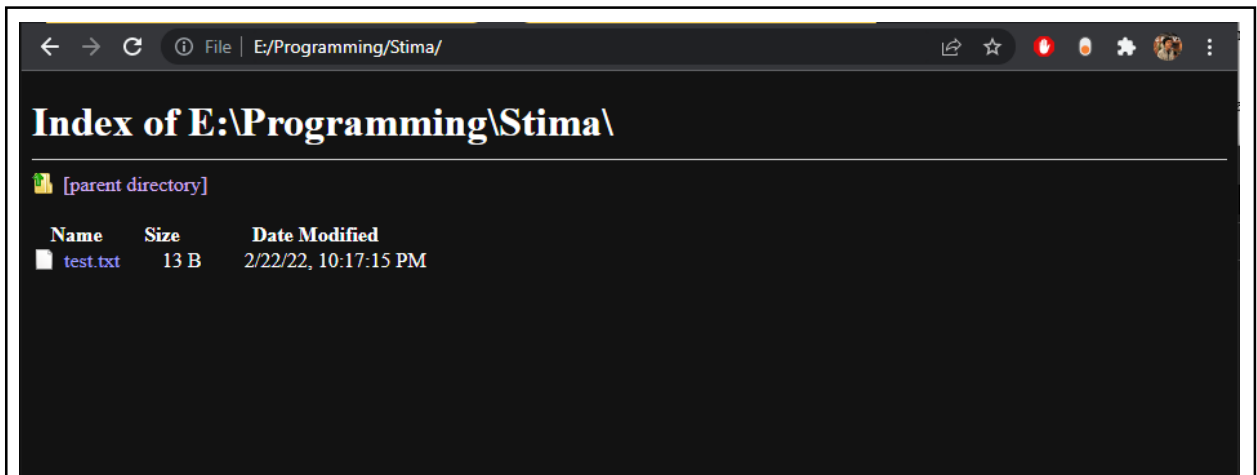 File E:/Programming/Stima/
Index of E:\Programming\Stima\
[parent directory]
Name Size Date Modified
test.txt 13 B 2/22/22, 10:17:15 PM